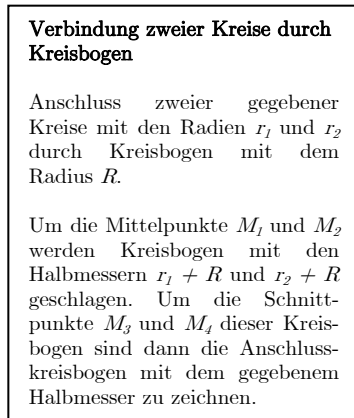 Verbindung zweier Kreise durch
Kreisbogen
Anschluss zweier gegebener
Kreise mit den Radien r₁ und r₂
durch Kreisbogen mit dem
Radius R.
Um die Mittelpunkte M₁ und M₂
werden Kreisbogen mit den
Halbmessern r₁ + R und r₂ + R
geschlagen. Um die Schnitt-
punkte M₃ und M₄ dieser Kreis-
bogen sind dann die Anschluss-
kreisbogen mit dem gegebenem
Halbmesser zu zeichnen.